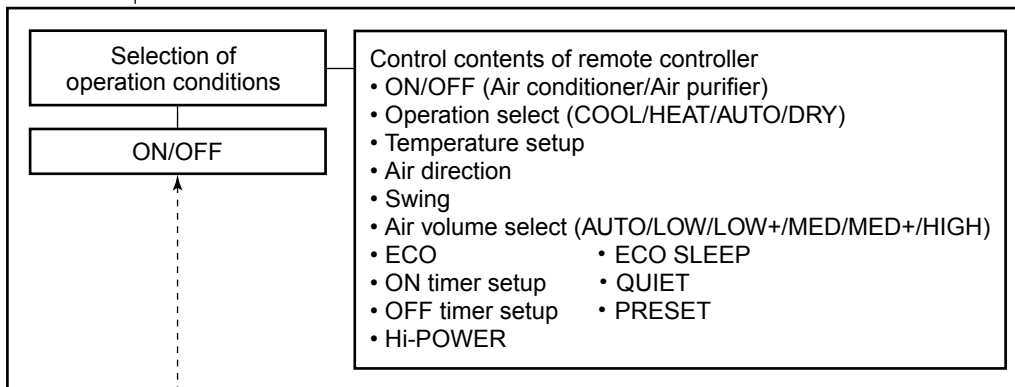 Selection of
operation conditions
ON/OFF
Control contents of remote controller
• ON/OFF (Air conditioner/Air purifier)
• Operation select (COOL/HEAT/AUTO/DRY)
• Temperature setup
• Air direction
• Swing
• Air volume select (AUTO/LOW/LOW+/MED/MED+/HIGH)
• ECO • ECO SLEEP
• ON timer setup • QUIET
• OFF timer setup • PRESET
• Hi-POWER